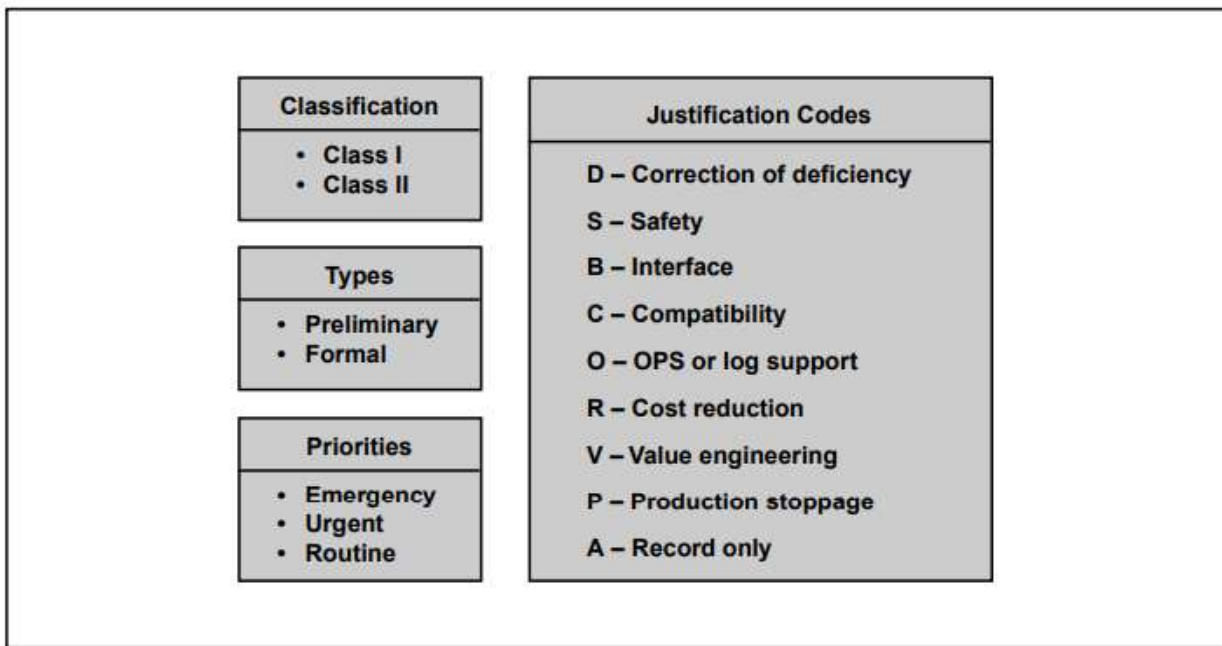 Classification
• Class I
• Class II
Types
• Preliminary
• Formal
Priorities
• Emergency
• Urgent
• Routine
Justification Codes
D – Correction of deficiency
S – Safety
B – Interface
C – Compatibility
O – OPS or log support
R – Cost reduction
V – Value engineering
P – Production stoppage
A – Record only